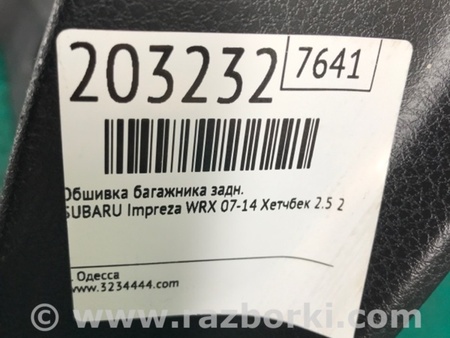 203232 7641
Обшивка багажника задн.
SUBARU Impreza WRX 07-14 Хетчбек 2.5 2
. Одесса
www.3234444.com
© www.razborki.com